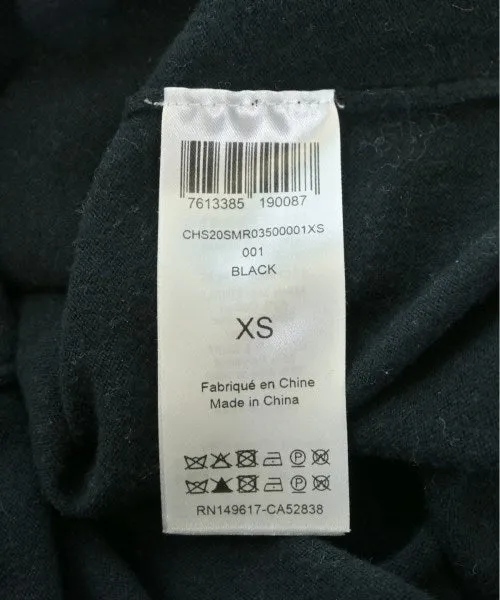 7613385 190087
CHS20SMR03500001XS
001
BLACK
XS
Fabriqué en Chine
Made in China
RN149617-CA52838